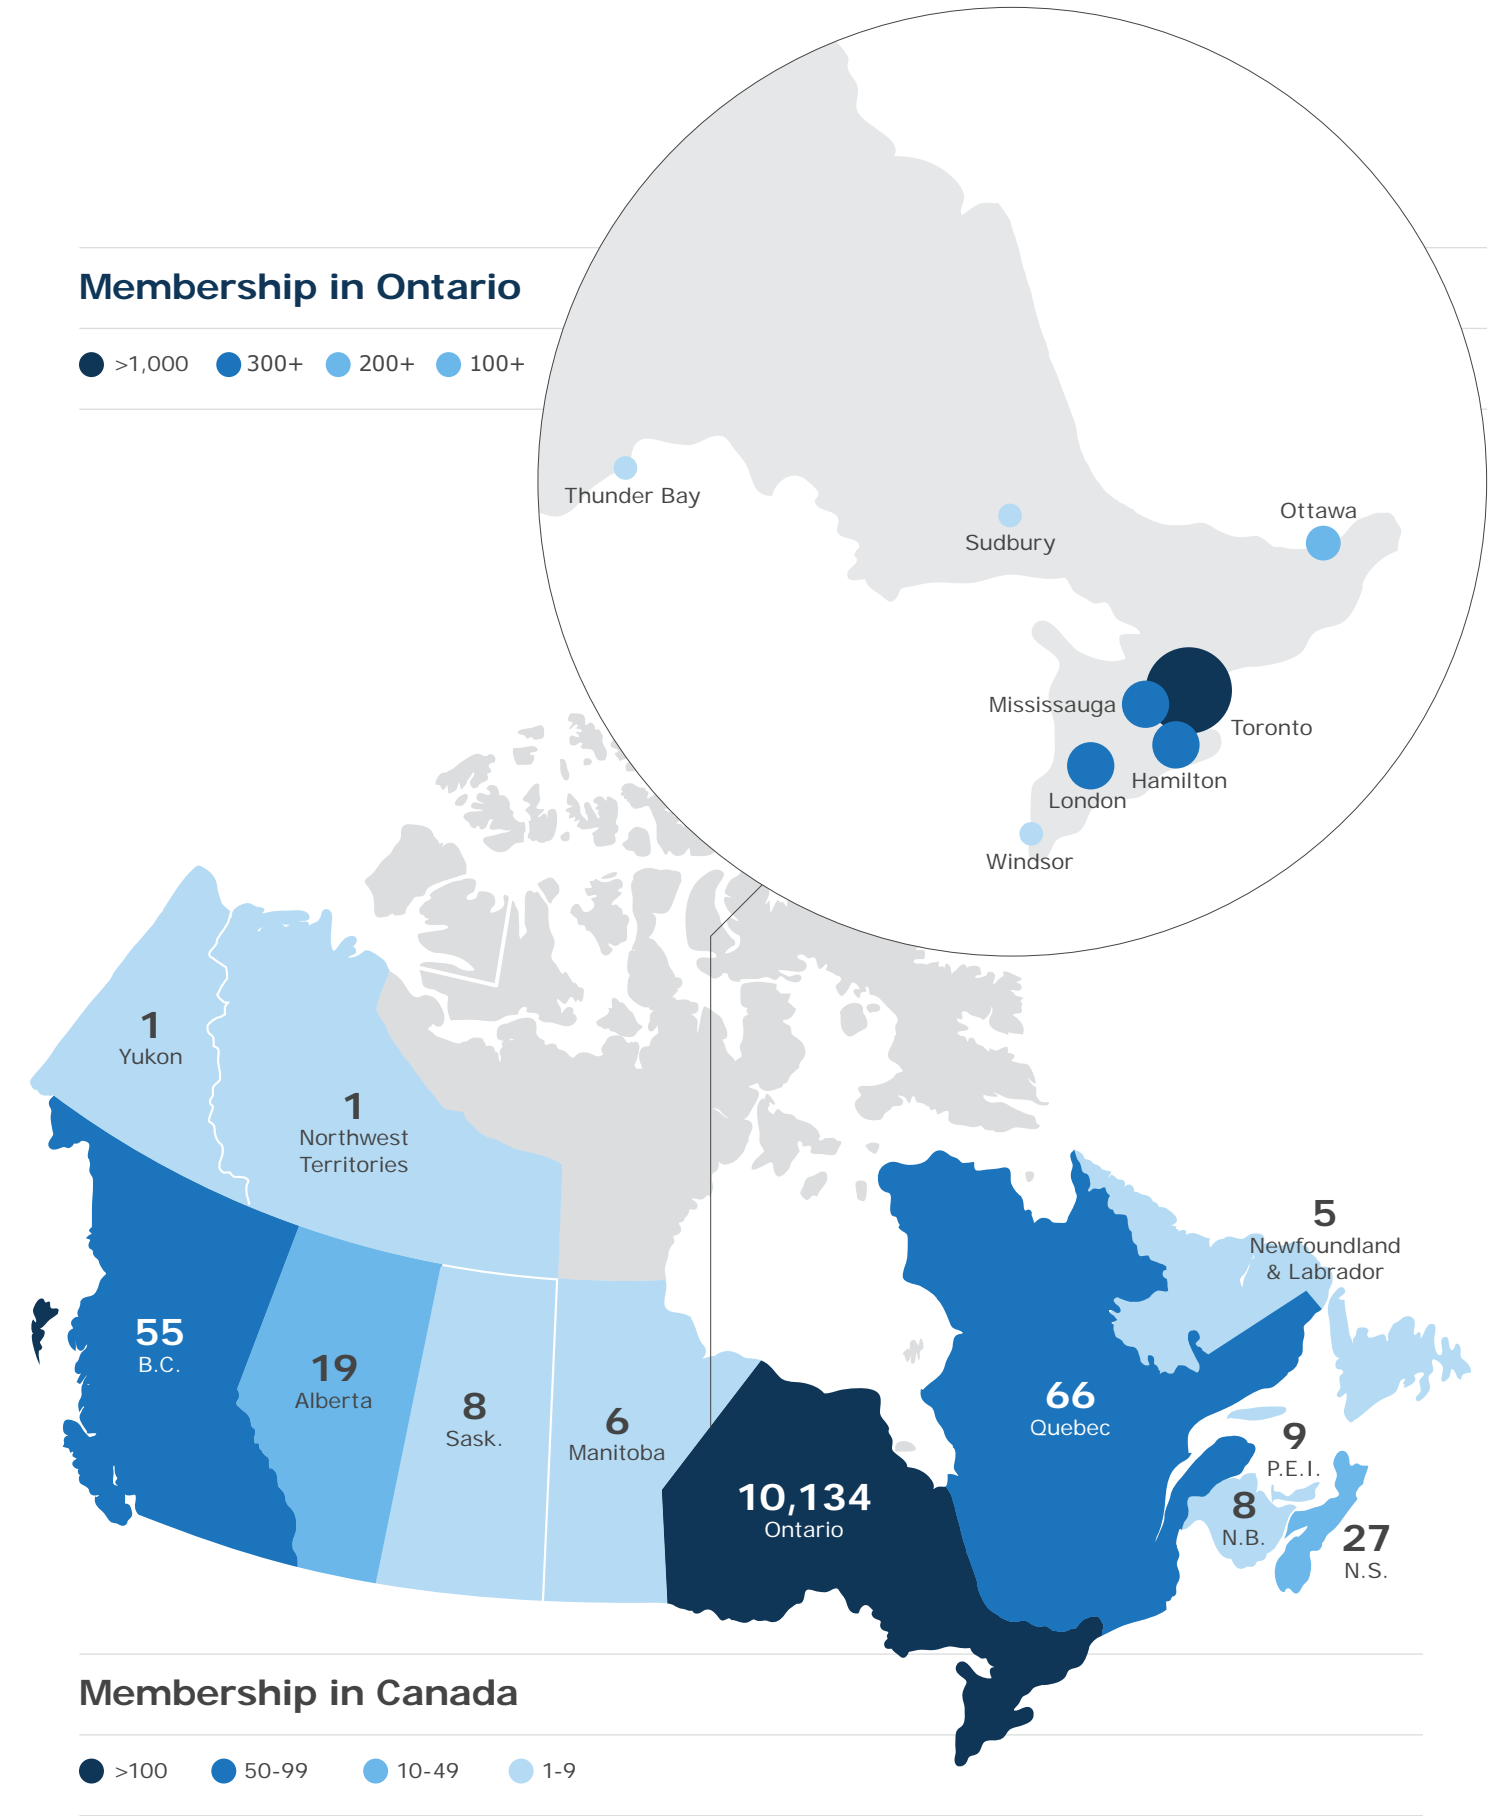 Membership in Ontario
>1,000 300+ 200+ 100+
Thunder Bay
Sudbury
Ottawa
Mississauga
Toronto
Hamilton
London
Windsor
1
Yukon
1
Northwest
Territories
5
Newfoundland
& Labrador
55
B.C.
19
Alberta
8
Sask.
6
Manitoba
10,134
Ontario
66
Quebec
9
P.E.I.
8
N.B.
27
N.S.
Membership in Canada
>100 50-99 10-49 1-9